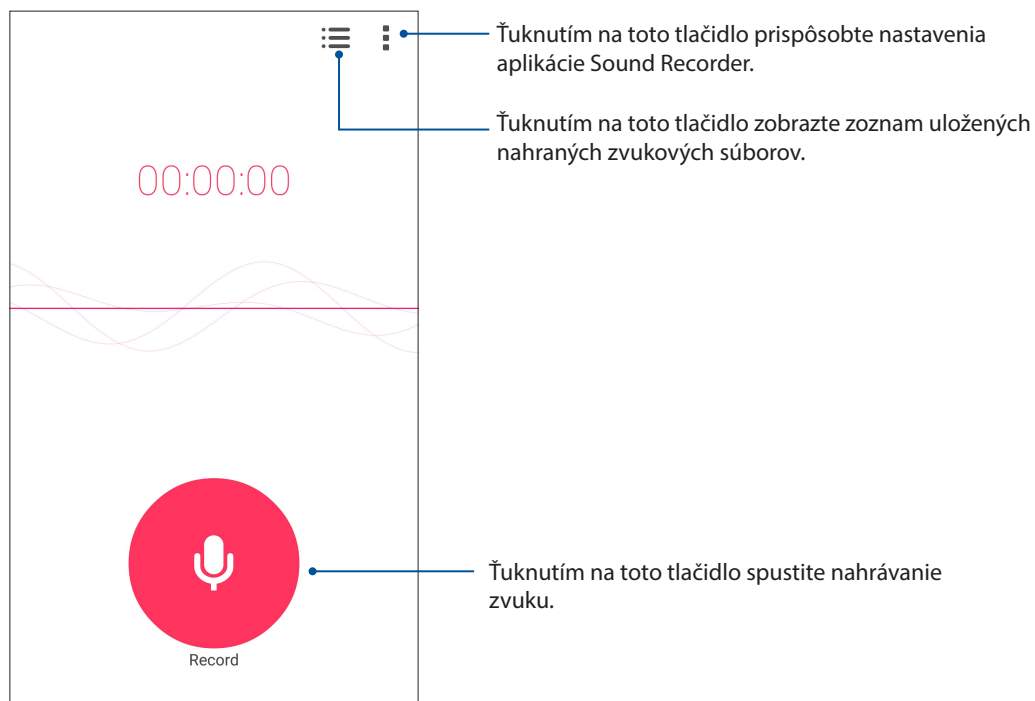 Ťuknutím na toto tlačidlo prispôsobte nastavenia
aplikácie Sound Recorder.
Ťuknutím na toto tlačidlo zobrazte zoznam uložených
nahraných zvukových súborov.
00:00:00
Ťuknutím na toto tlačidlo spustite nahrávanie
zvuku.
Record